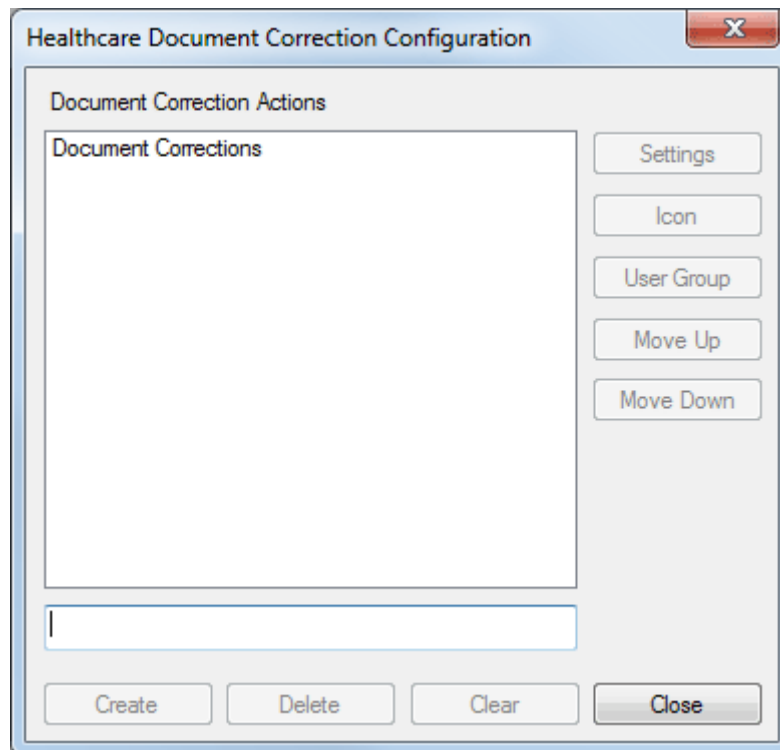 Healthcare Document Correction Configuration
X
Document Correction Actions
Document Corrections
Settings
Icon
User Group
Move Up
Move Down
Create Delete Clear Close